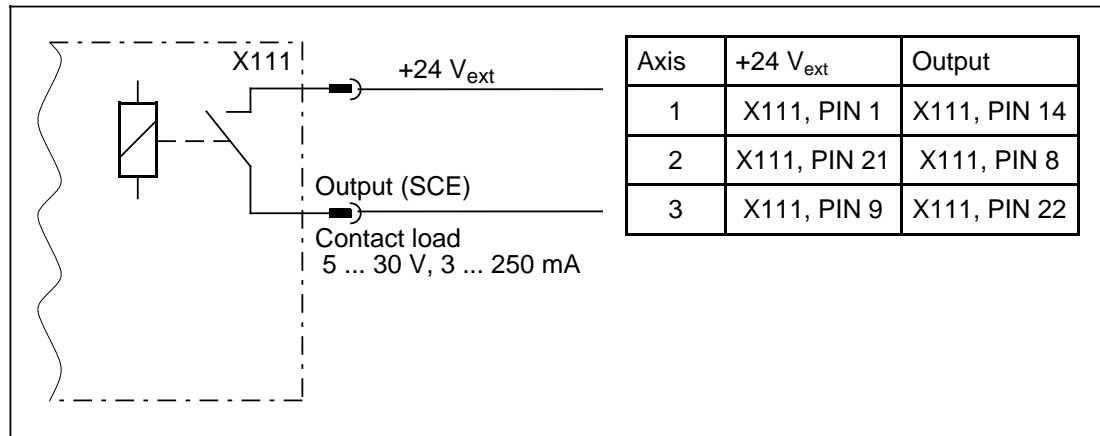 X111
+24 Vext
Output (SCE)
Contact load
5 ... 30 V, 3 ... 250 mA
Axis +24 Vext Output
1 X111, PIN 1 X111, PIN 14
2 X111, PIN 21 X111, PIN 8
3 X111, PIN 9 X111, PIN 22